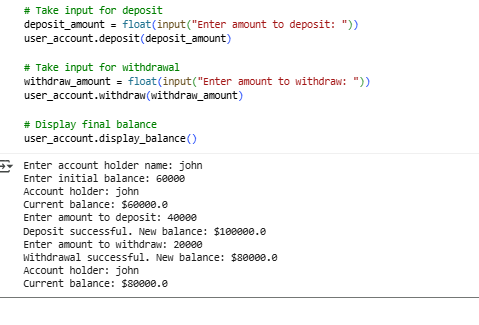 # Take input for deposit
deposit_amount = float(input("Enter amount to deposit: "))
user_account.deposit(deposit_amount)
# Take input for withdrawal
withdraw_amount = float(input("Enter amount to withdraw: "))
user_account.withdraw(withdraw_amount)
# Display final balance
user_account.display_balance()
Enter account holder name: john
Enter initial balance: 60000
Account holder: john
Current balance: $60000.0
Enter amount to deposit: 40000
Deposit successful. New balance: $100000.0
Enter amount to withdraw: 20000
Withdrawal successful. New balance: $80000.0
Account holder: john
Current balance: $80000.0